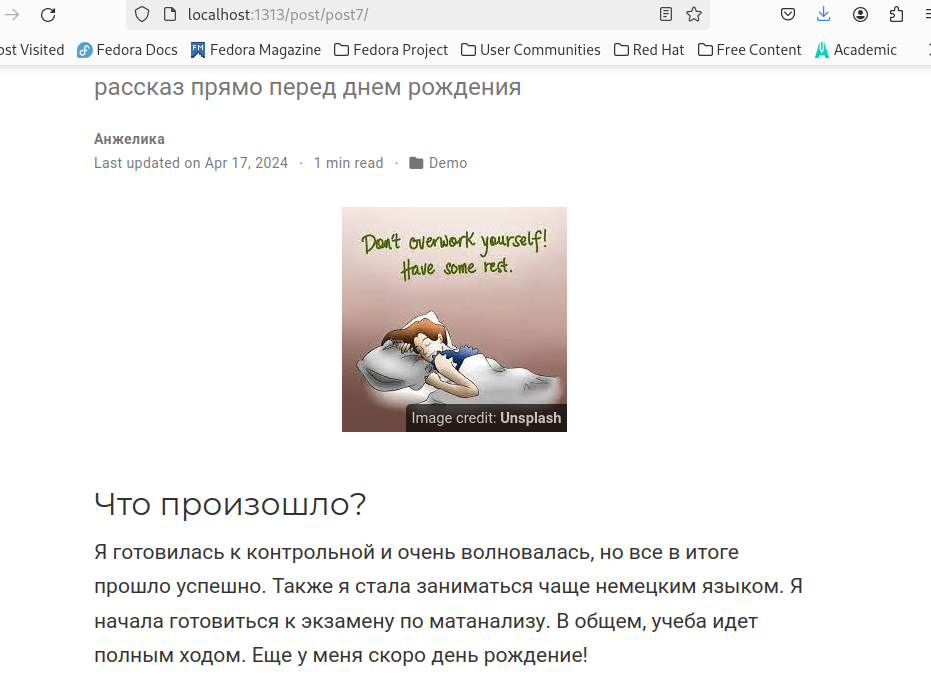 localhost:1313/post/post7/
ost Visited Fedora Docs Fedora Magazine Fedora Project User Communities Red Hat Free Content Academic
рассказ прямо перед днем рождения
Анжелика
Last updated on Apr 17, 2024 · 1 min read · Demo
Don't overwork yourself!
Have some rest.
Image credit: Unsplash
Что произошло?
Я готовилась к контрольной и очень волновалась, но все в итоге
прошло успешно. Также я стала заниматься чаще немецким языком. Я
начала готовиться к экзамену по матанализу. В общем, учеба идет
полным ходом. Еще у меня скоро день рождение!